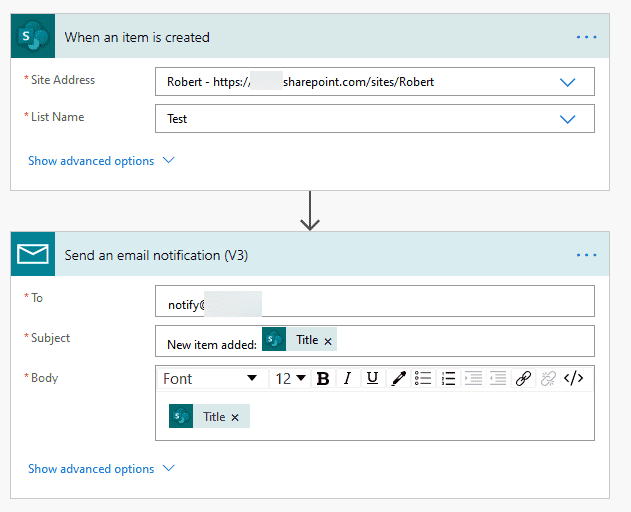 When an item is created
* Site Address
Robert - https:// sharepoint.com/sites/Robert
* List Name
Test
Show advanced options
Send an email notification (V3)
* To
notify@
* Subject
New item added: Title ×
* Body
Font 12 B I U </>
Title ×
Show advanced options